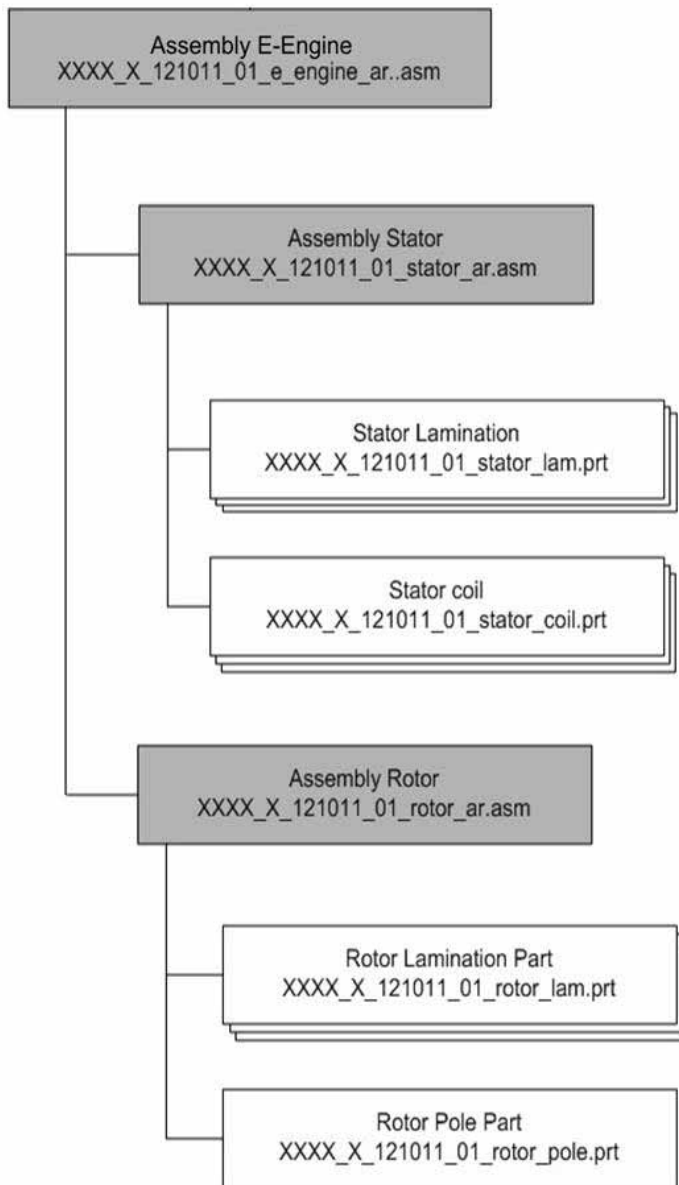 Assembly E-Engine
XXXX_X_121011_01_e_engine_ar..asm
Assembly Stator
XXXX_X_121011_01_stator_ar.asm
Stator Lamination
XXXX_X_121011_01_stator_lam.prt
Stator coil
XXXX_X_121011_01_stator_coil.prt
Assembly Rotor
XXXX_X_121011_01_rotor_ar.asm
Rotor Lamination Part
XXXX_X_121011_01_rotor_lam.prt
Rotor Pole Part
XXXX_X_121011_01_rotor_pole.prt